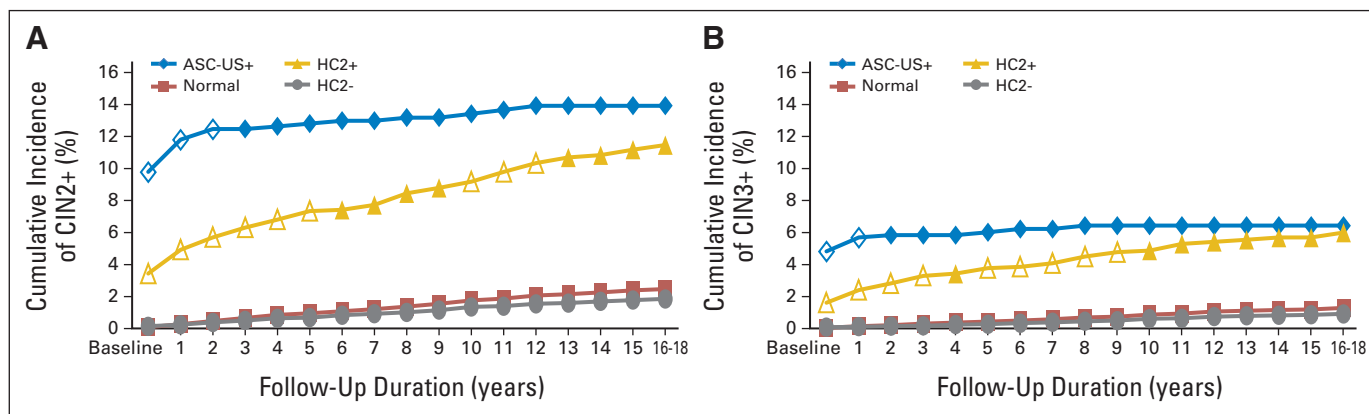 A
ASC-US+
HC2+
Normal
HC2-
Cumulative Incidence
of CIN2+ (%)
16
14
12
10
8
6
4
2
0
Baseline 1 2 3 4 5 6 7 8 9 10 11 12 13 14 15 16-18
Follow-Up Duration (years)
B
ASC-US+
HC2+
Normal
HC2-
Cumulative Incidence
of CIN3+ (%)
16
14
12
10
8
6
4
2
0
Baseline 1 2 3 4 5 6 7 8 9 10 11 12 13 14 15 16-18
Follow-Up Duration (years)